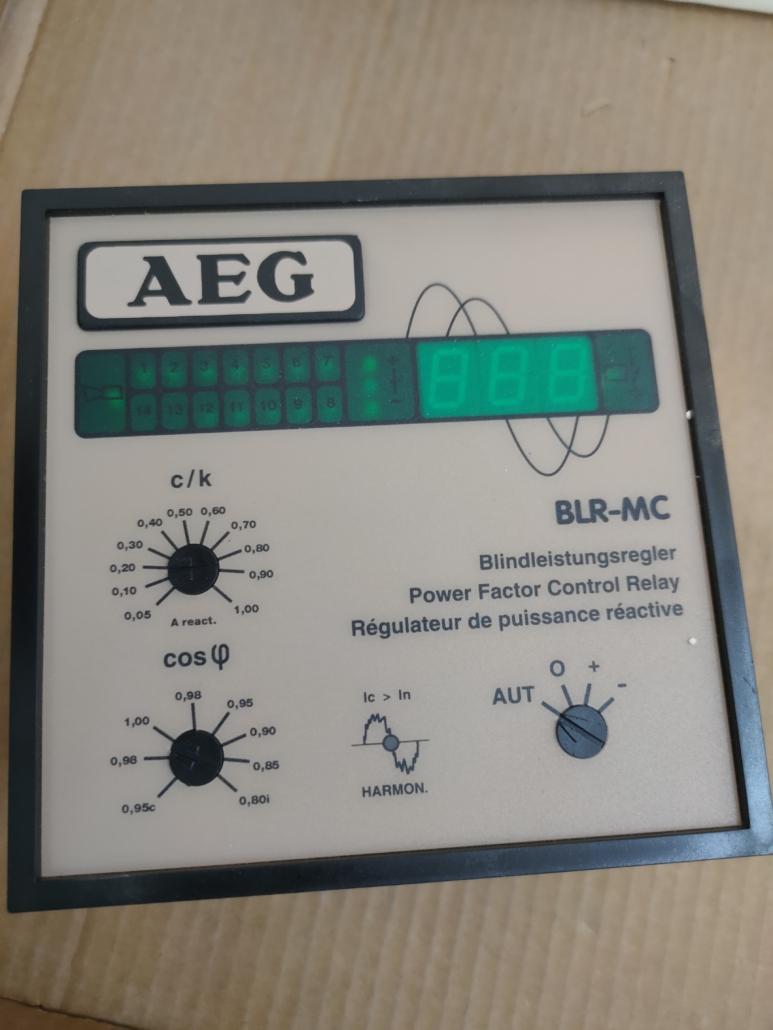 AEG
1 2 3 4 5 6 7
14 13 12 11 10 9 8
+
-
888
c/k
0,05
0,10
0,20
0,30
0,40
0,50
0,60
0,70
0,80
0,90
1,00
A react.
BLR-MC
Blindleistungsregler
Power Factor Control Relay
Régulateur de puissance réactive
cos φ
0,95c
0,98
1,00
0,98
0,95
0,90
0,85
0,80i
Ic > In
HARMON.
AUT
O
+
-